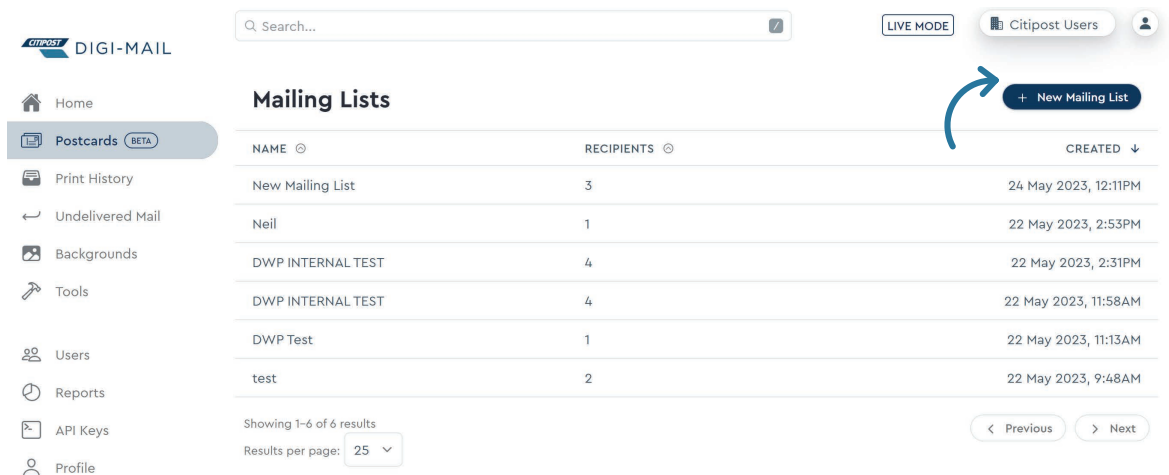 CITIPOST DIGI-MAIL
Search... /
LIVE MODE
Citipost Users
Home
Postcards BETA
Print History
Undelivered Mail
Backgrounds
Tools
Users
Reports
API Keys
Profile
Mailing Lists
+ New Mailing List
NAME RECIPIENTS CREATED
New Mailing List 3 24 May 2023, 12:11PM
Neil 1 22 May 2023, 2:53PM
DWP INTERNAL TEST 4 22 May 2023, 2:31PM
DWP INTERNAL TEST 4 22 May 2023, 11:58AM
DWP Test 1 22 May 2023, 11:13AM
test 2 22 May 2023, 9:48AM
Showing 1–6 of 6 results
Results per page: 25
< Previous
> Next